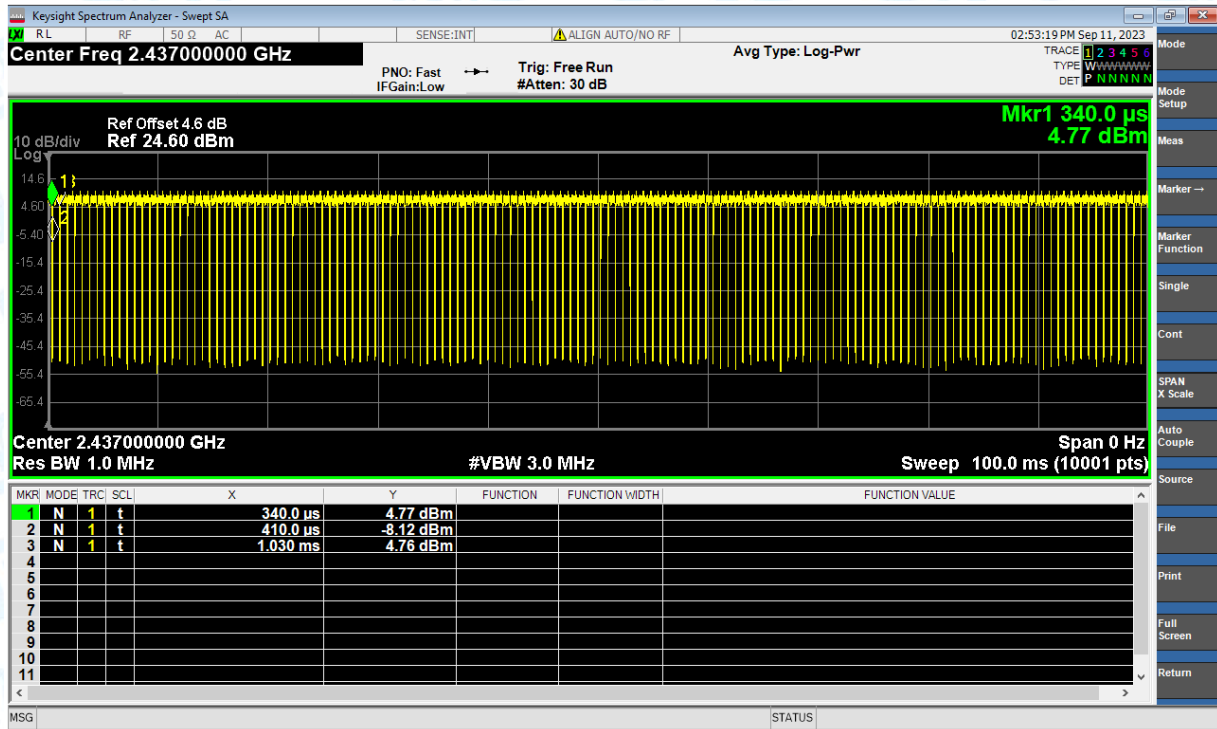 Keysight Spectrum Analyzer - Swept SA
LXI RL RF 50 Ω AC SENSE:INT ALIGN AUTO/NO RF 02:53:19 PM Sep 11, 2023
Center Freq 2.437000000 GHz
Avg Type: Log-Pwr
TRACE 1 2 3 4 5 6
PNO: Fast Trig: Free Run
TYPE WWWWWW
IFGain:Low #Atten: 30 dB
DET P N N N N N
Ref Offset 4.6 dB
Mkr1 340.0 µs
10 dB/div Ref 24.60 dBm
4.77 dBm
Log
14.6
1 3
4.60
2
-5.40
-15.4
-25.4
-35.4
-45.4
-55.4
-65.4
Center 2.437000000 GHz Span 0 Hz
Res BW 1.0 MHz #VBW 3.0 MHz Sweep 100.0 ms (10001 pts)
MKR MODE TRC SCL X Y FUNCTION FUNCTION WIDTH FUNCTION VALUE
1 N 1 t 340.0 µs 4.77 dBm
2 N 1 t 410.0 µs -8.12 dBm
3 N 1 t 1.030 ms 4.76 dBm
4
5
6
7
8
9
10
11
MSG STATUS
Mode
Mode
Setup
Meas
Marker →
Marker
Function
Single
Cont
SPAN
X Scale
Auto
Couple
Source
File
Print
Full
Screen
Return